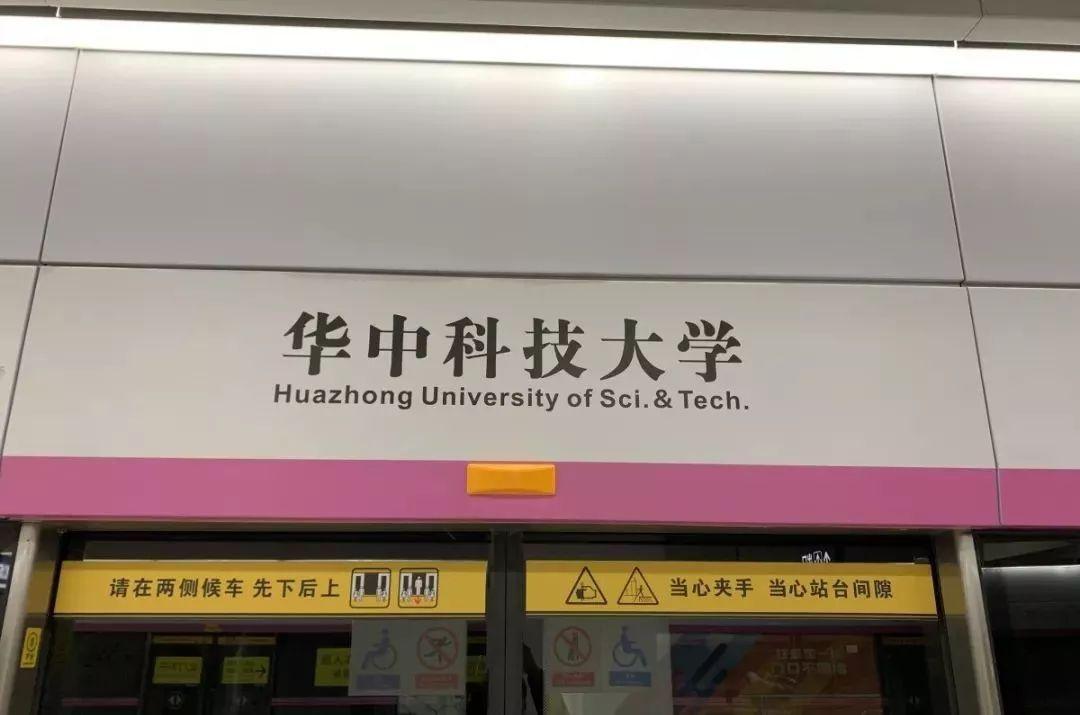 华中科技大学
Huazhong University of Sci. & Tech.
请在两侧候车 先下后上
当心夹手 当心站台间隙